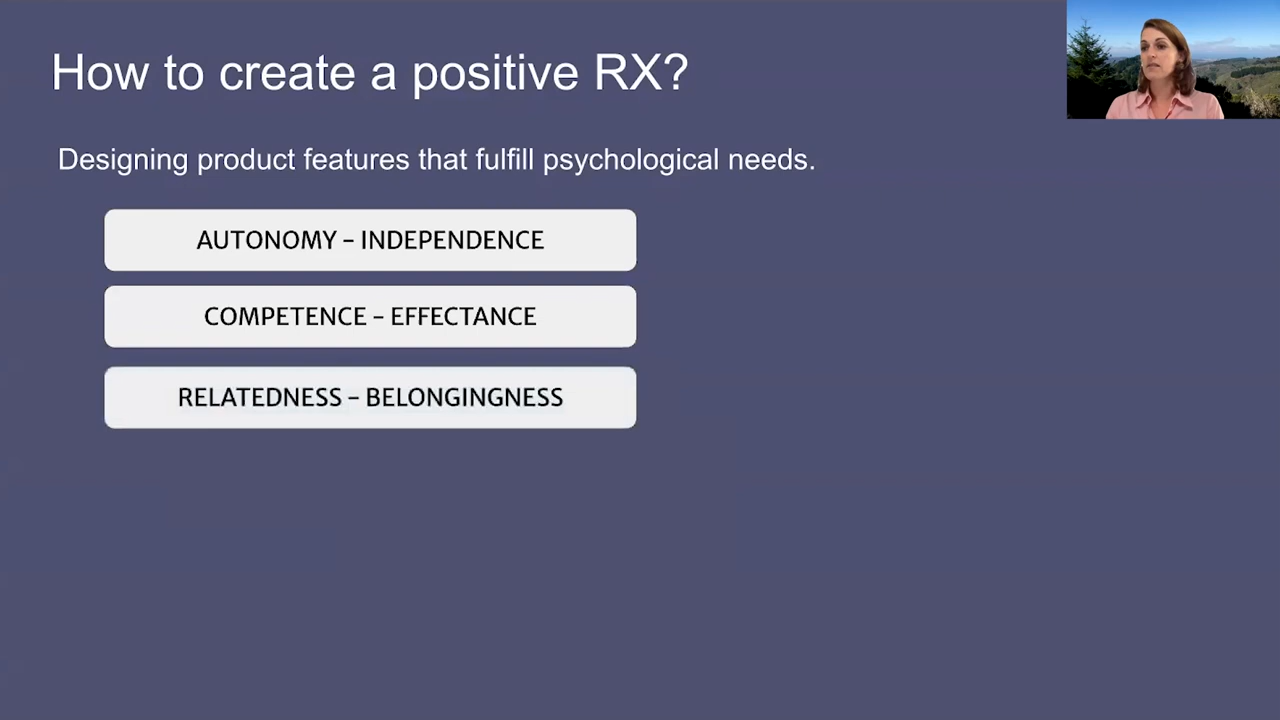 How to create a positive RX?
Designing product features that fulfill psychological needs.
AUTONOMY – INDEPENDENCE
COMPETENCE – EFFECTANCE
RELATEDNESS – BELONGINGNESS